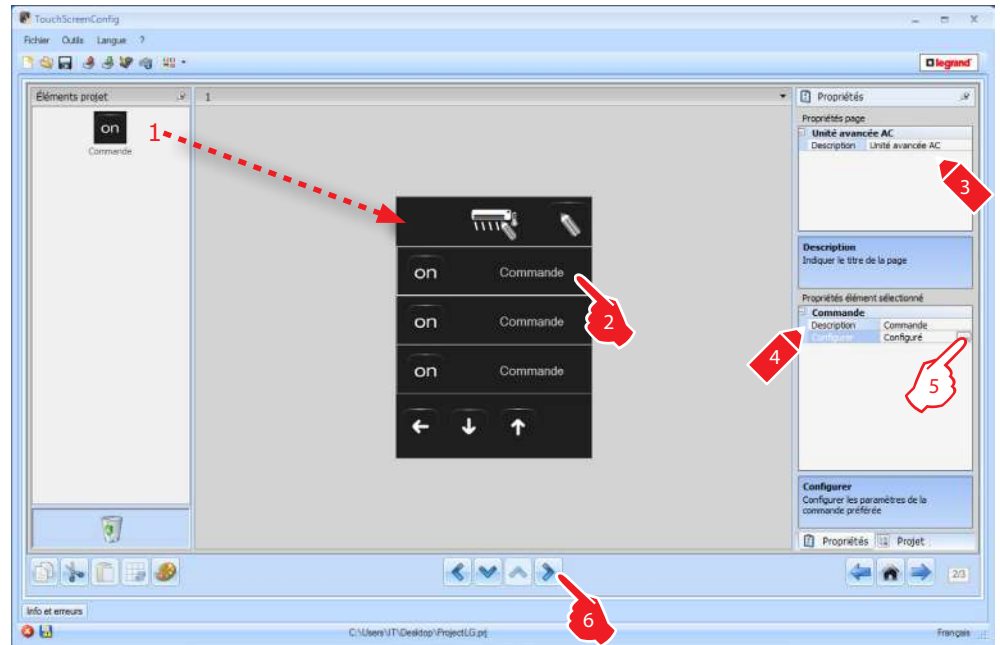 TouchScreenConfig
Fichier Outils Langue ?
legrand
Éléments projet
1
Propriétés
on
Commande
1
Propriétés page
Unité avancée AC
Description Unité avancée AC
3
Description
Indiquer le titre de la page
on Commande
2
on Commande
on Commande
Propriétés élément sélectionné
Commande
Description Commande
Configurer Configuré
4
5
Configurer
Configurer les paramètres de la
commande préférée
Propriétés Projet
2/3
6
Info et erreurs
C:\Users\IT\Desktop\ProjectLG.prj
Français